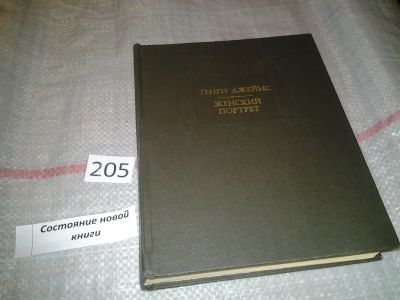 ГЕНРИ ДЖЕЙМС
ЖЕНСКИЙ
ПОРТРЕТ
205
Состояние новой
книги